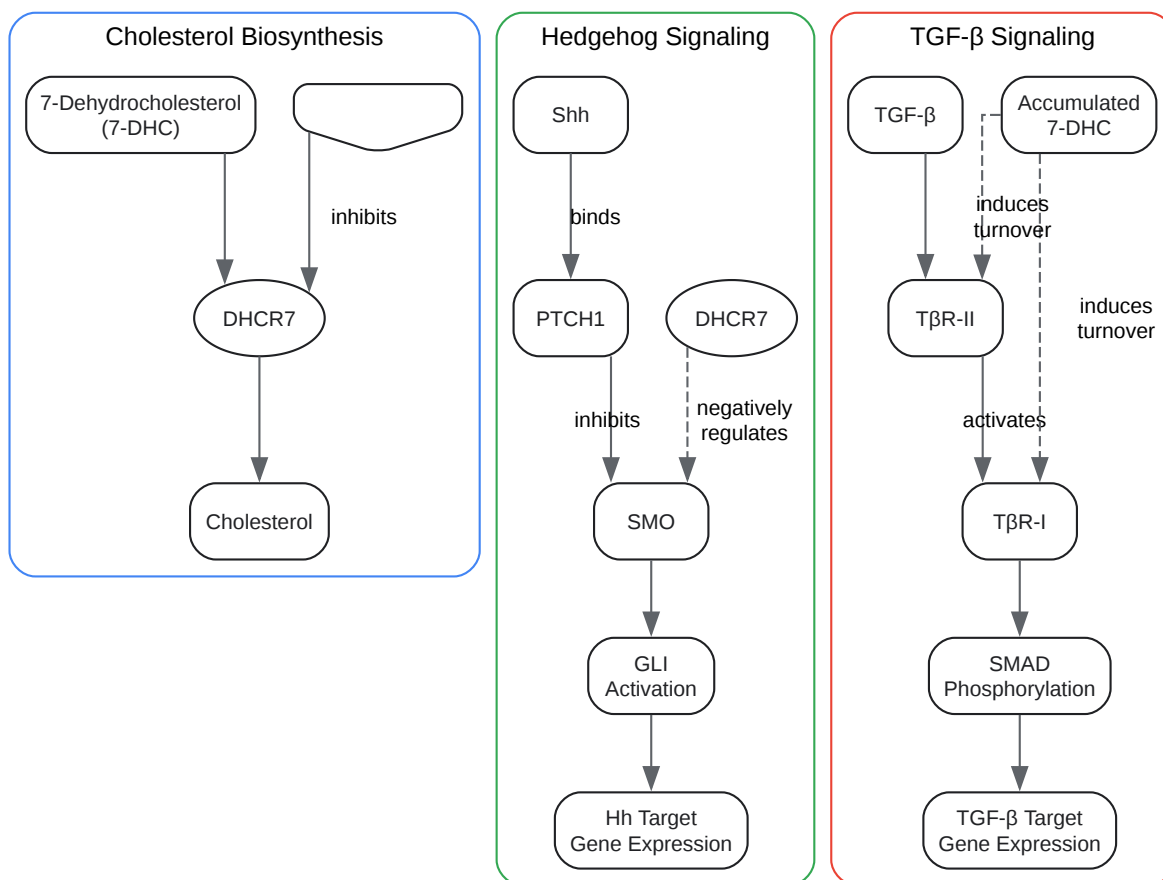 Cholesterol Biosynthesis
7-Dehydrocholesterol
(7-DHC)
inhibits
DHCR7
Cholesterol
Hedgehog Signaling
Shh
binds
PTCH1
DHCR7
inhibits
negatively
regulates
SMO
GLI
Activation
Hh Target
Gene Expression
TGF-β Signaling
TGF-β
Accumulated
7-DHC
induces
turnover
TβR-II
induces
turnover
activates
TβR-I
SMAD
Phosphorylation
TGF-β Target
Gene Expression